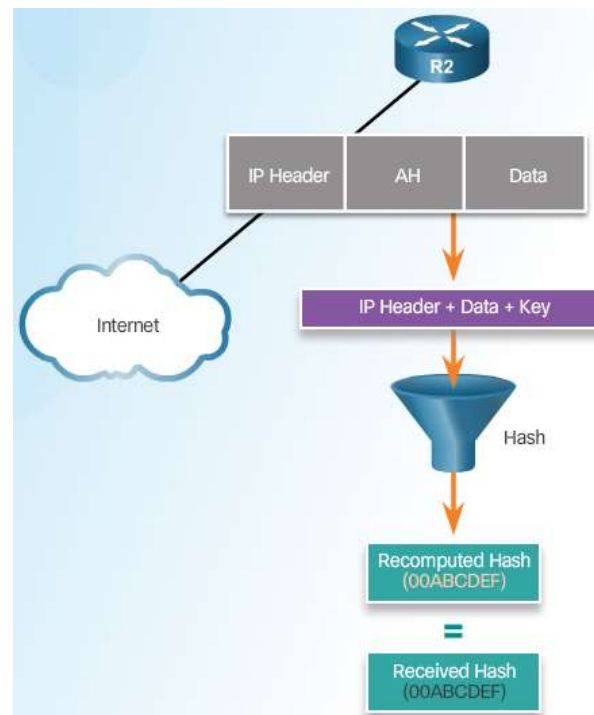 R2
IP Header
AH
Data
Internet
IP Header + Data + Key
Hash
Recomputed Hash
(00ABCDEF)
=
Received Hash
(00ABCDEF)